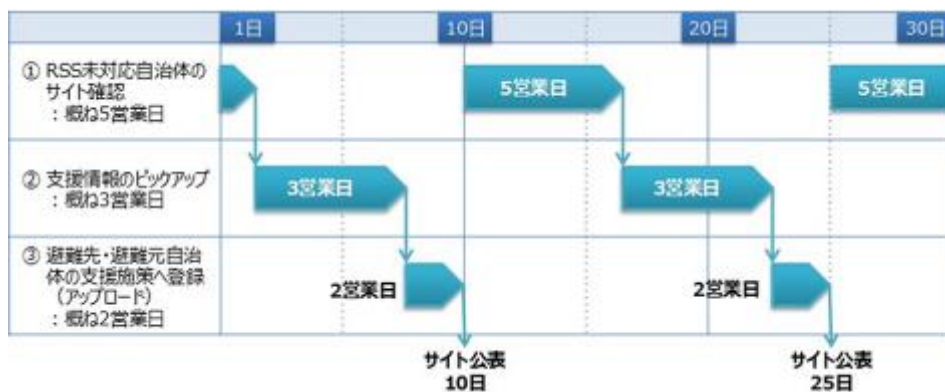 1日 10日 20日 30日
① RSS未対応自治体の
サイト確認
：概ね5営業日
5営業日 5営業日
② 支援情報のピックアップ
：概ね3営業日
3営業日 3営業日
③ 避難先・避難元自治
体の支援施策へ登録
（アップロード）
：概ね2営業日
2営業日 2営業日
サイト公表
10日
サイト公表
25日